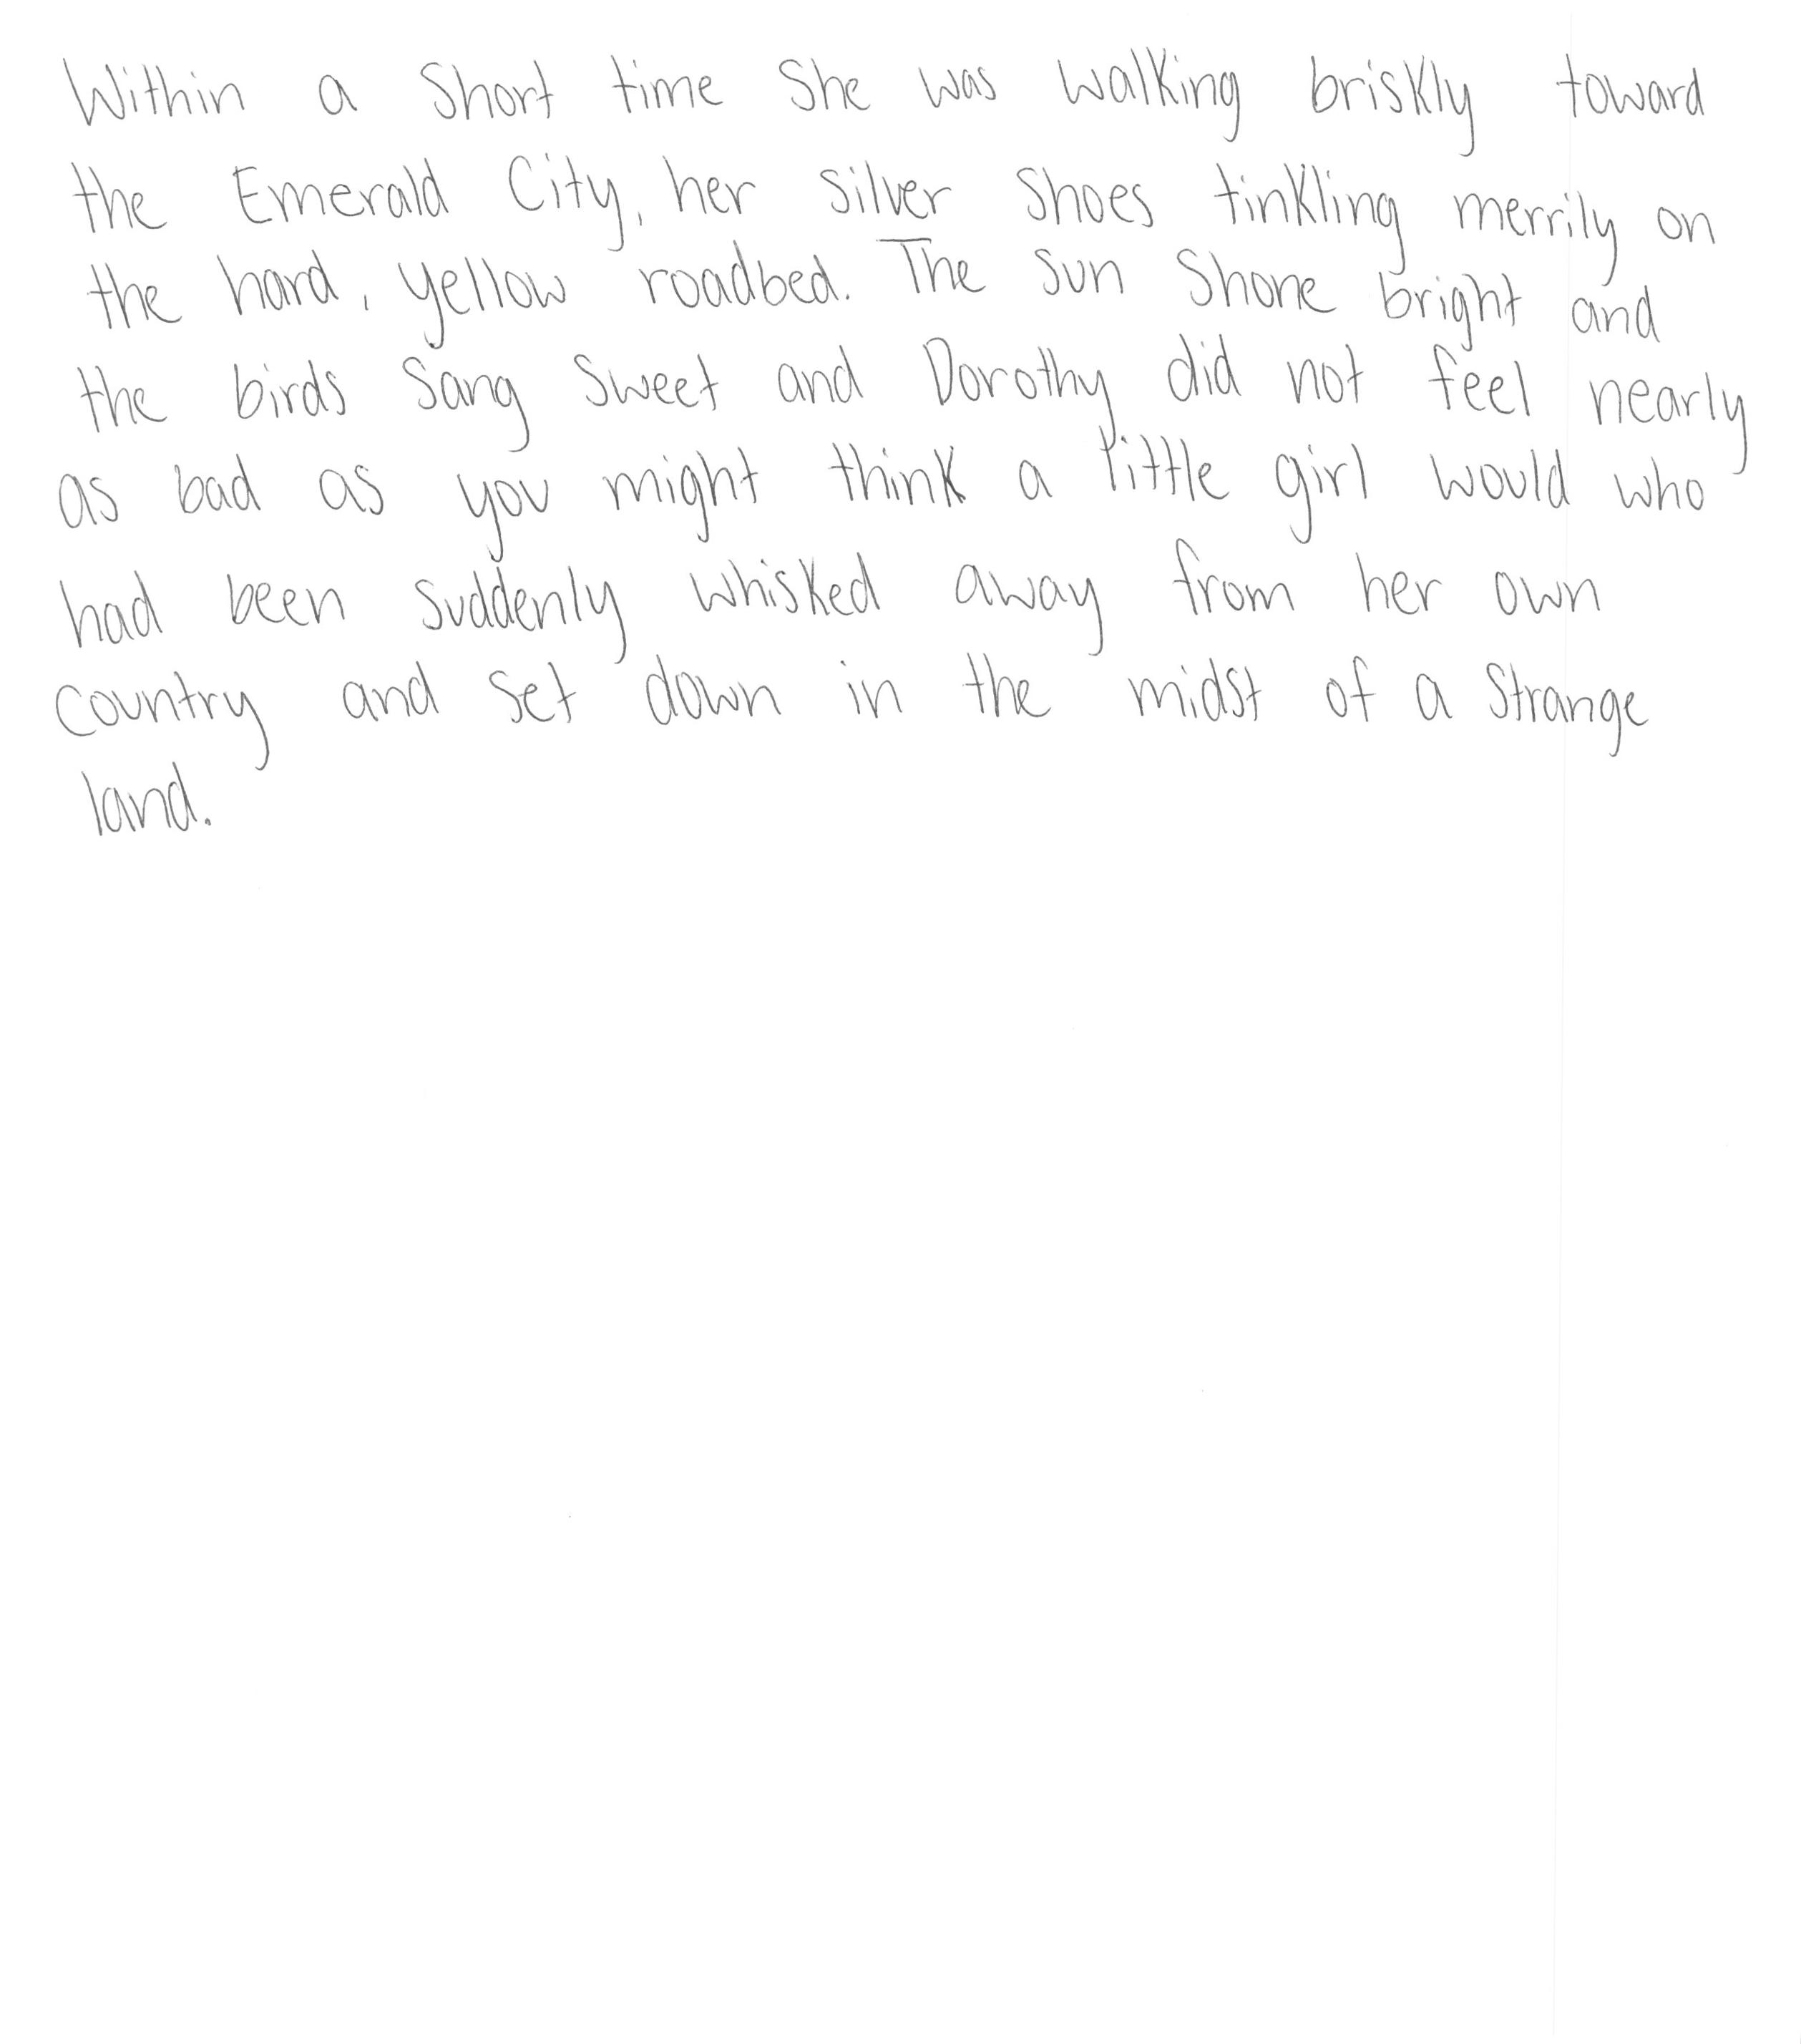 Within a short time she was walking briskly toward
the Emerald City, her silver shoes tinkling merrily on
the hard, yellow roadbed. The sun shone bright and
the birds sang sweet and Dorothy did not feel nearly
as bad as you might think a little girl would who
had been suddenly whisked away from her own
country and set down in the midst of a strange
land.